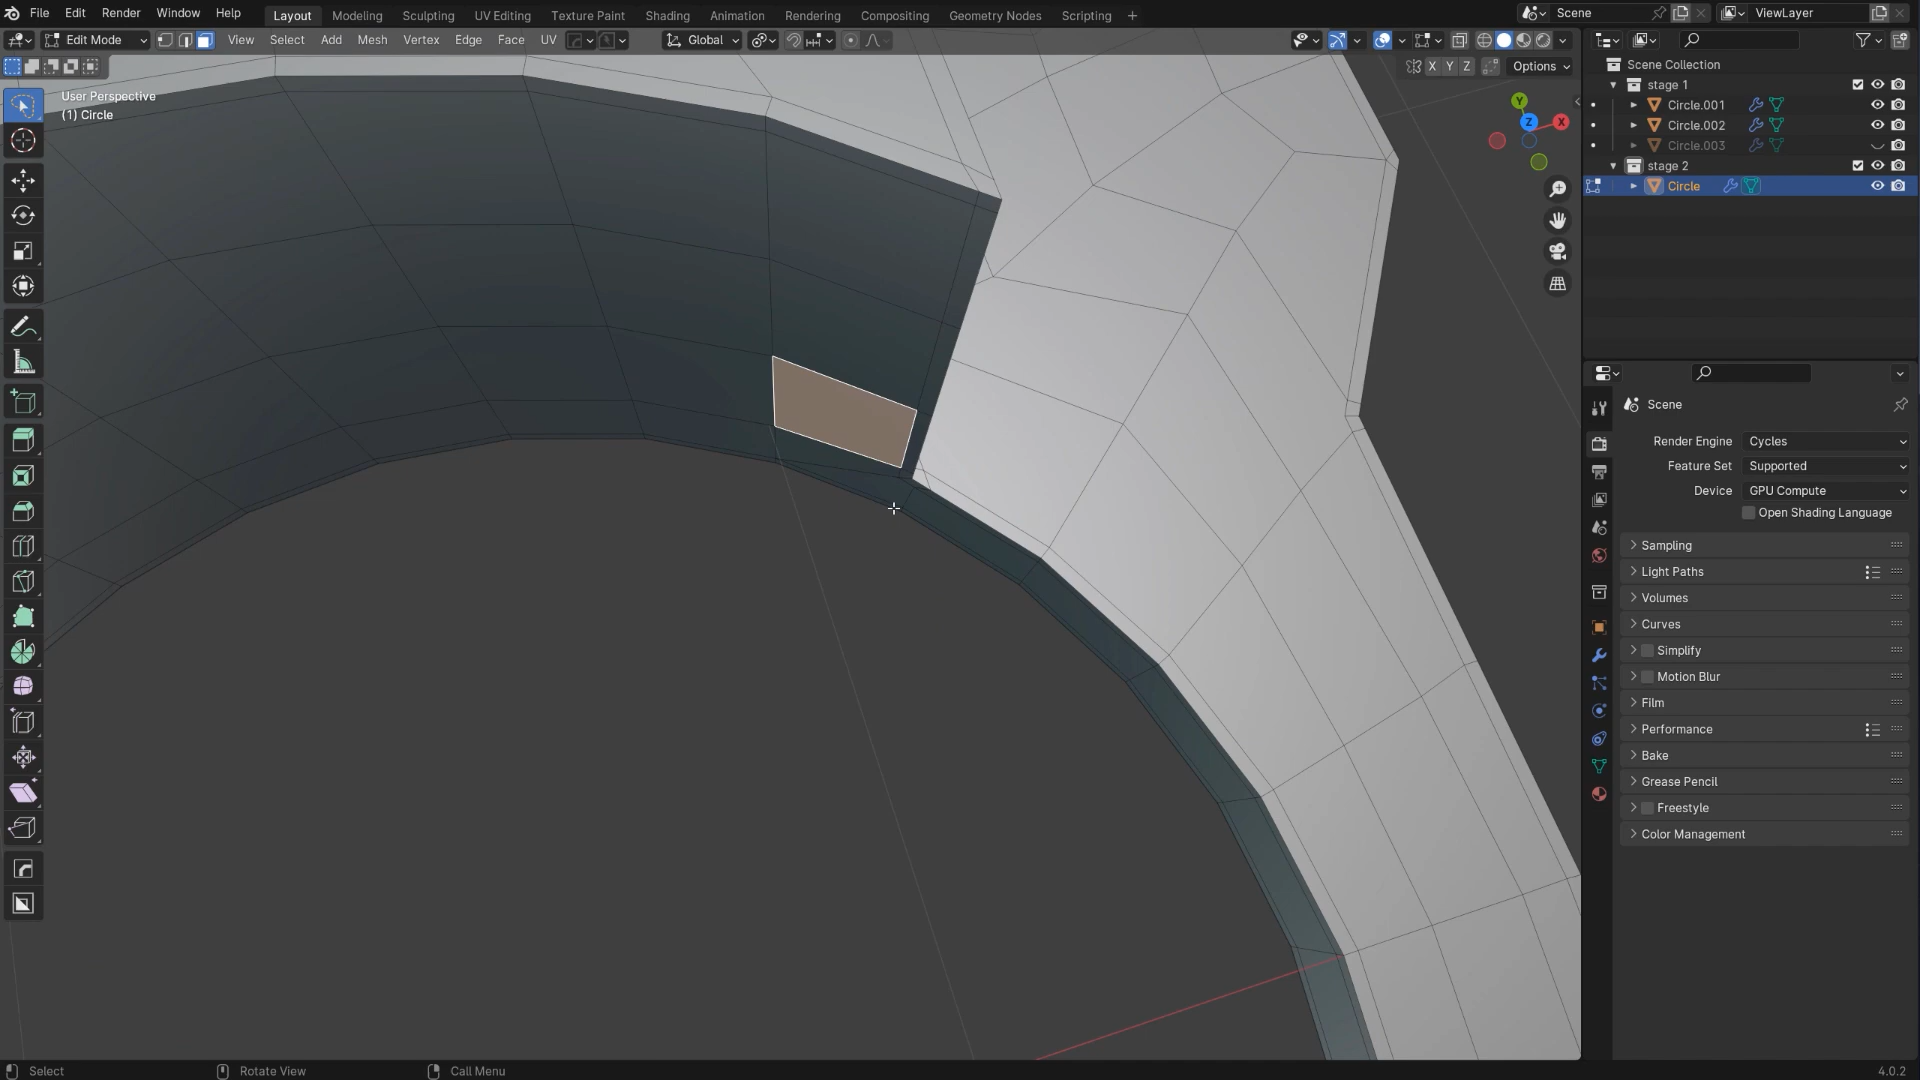 File Edit Render Window Help Layout Modeling Sculpting UV Editing Texture Paint Shading Animation Rendering Compositing Geometry Nodes Scripting + Scene ViewLayer
Edit Mode View Select Add Mesh Vertex Edge Face UV Global
X Y Z Options
User Perspective
(1) Circle
Y
Z X
Scene Collection
stage 1
Circle.001
Circle.002
Circle.003
stage 2
Circle
Scene
Render Engine Cycles
Feature Set Supported
Device GPU Compute
Open Shading Language
Sampling
Light Paths
Volumes
Curves
Simplify
Motion Blur
Film
Performance
Bake
Grease Pencil
Freestyle
Color Management
Select Rotate View Call Menu 4.0.2